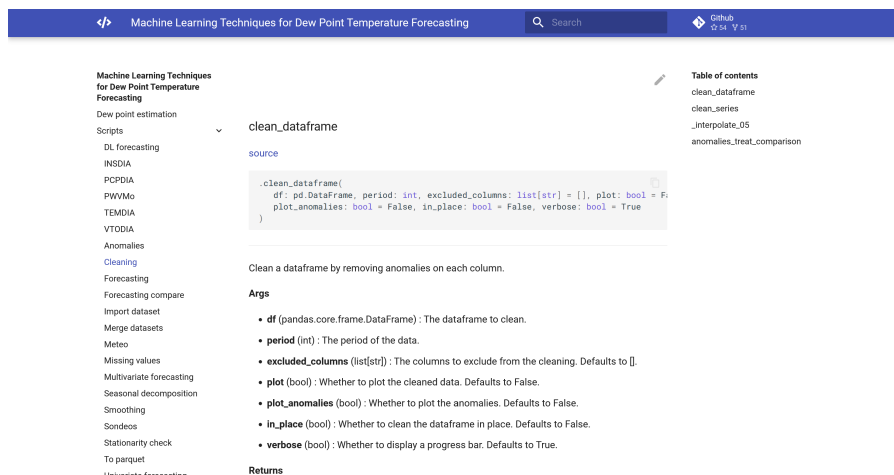 Machine Learning Techniques for Dew Point Temperature Forecasting
Search
Github
54 51
Machine Learning Techniques
for Dew Point Temperature
Forecasting
Dew point estimation
Scripts
DL forecasting
INSDIA
PCPDIA
PWVMo
TEMDIA
VTODIA
Anomalies
Cleaning
Forecasting
Forecasting compare
Import dataset
Merge datasets
Meteo
Missing values
Multivariate forecasting
Seasonal decomposition
Smoothing
Sondeos
Stationarity check
To parquet
Univariate forecasting
clean_dataframe
source
.clean_dataframe(
df: pd.DataFrame, period: int, excluded_columns: list[str] = [], plot: bool = Fa
plot_anomalies: bool = False, in_place: bool = False, verbose: bool = True
)
Clean a dataframe by removing anomalies on each column.
Args
• df (pandas.core.frame.DataFrame) : The dataframe to clean.
• period (int) : The period of the data.
• excluded_columns (list[str]) : The columns to exclude from the cleaning. Defaults to [].
• plot (bool) : Whether to plot the cleaned data. Defaults to False.
• plot_anomalies (bool) : Whether to plot the anomalies. Defaults to False.
• in_place (bool) : Whether to clean the dataframe in place. Defaults to False.
• verbose (bool) : Whether to display a progress bar. Defaults to True.
Returns
Table of contents
clean_dataframe
clean_series
_interpolate_05
anomalies_treat_comparison